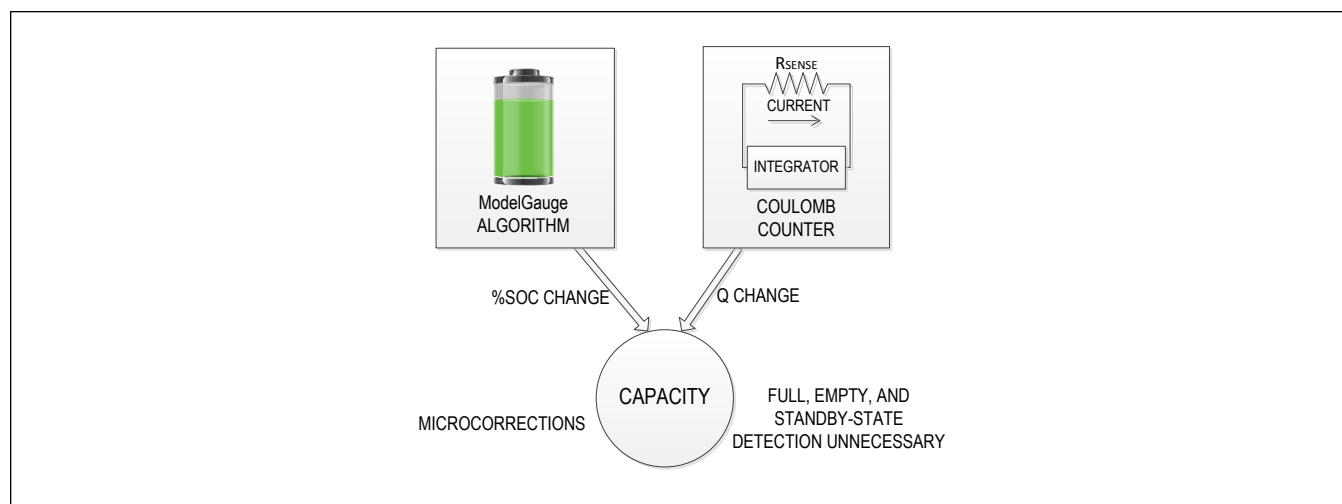 RSENSE
CURRENT
INTEGRATOR
ModelGauge
ALGORITHM
COULOMB
COUNTER
%SOC CHANGE
Q CHANGE
CAPACITY
MICROCORRECTIONS
FULL, EMPTY, AND
STANDBY-STATE
DETECTION UNNECESSARY